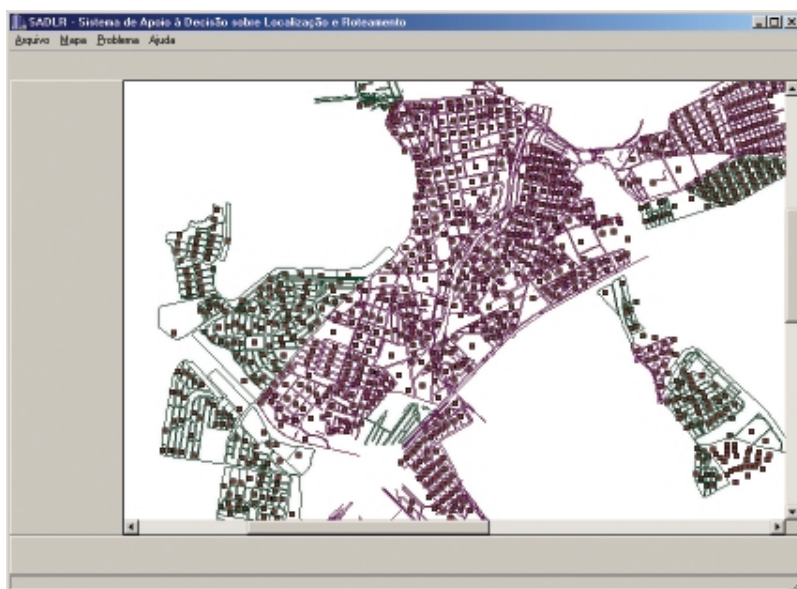 SADLR - Sistema de Apoio à Decisão sobre Localização e Roteamento
Arquivo Mapa Problema Ajuda